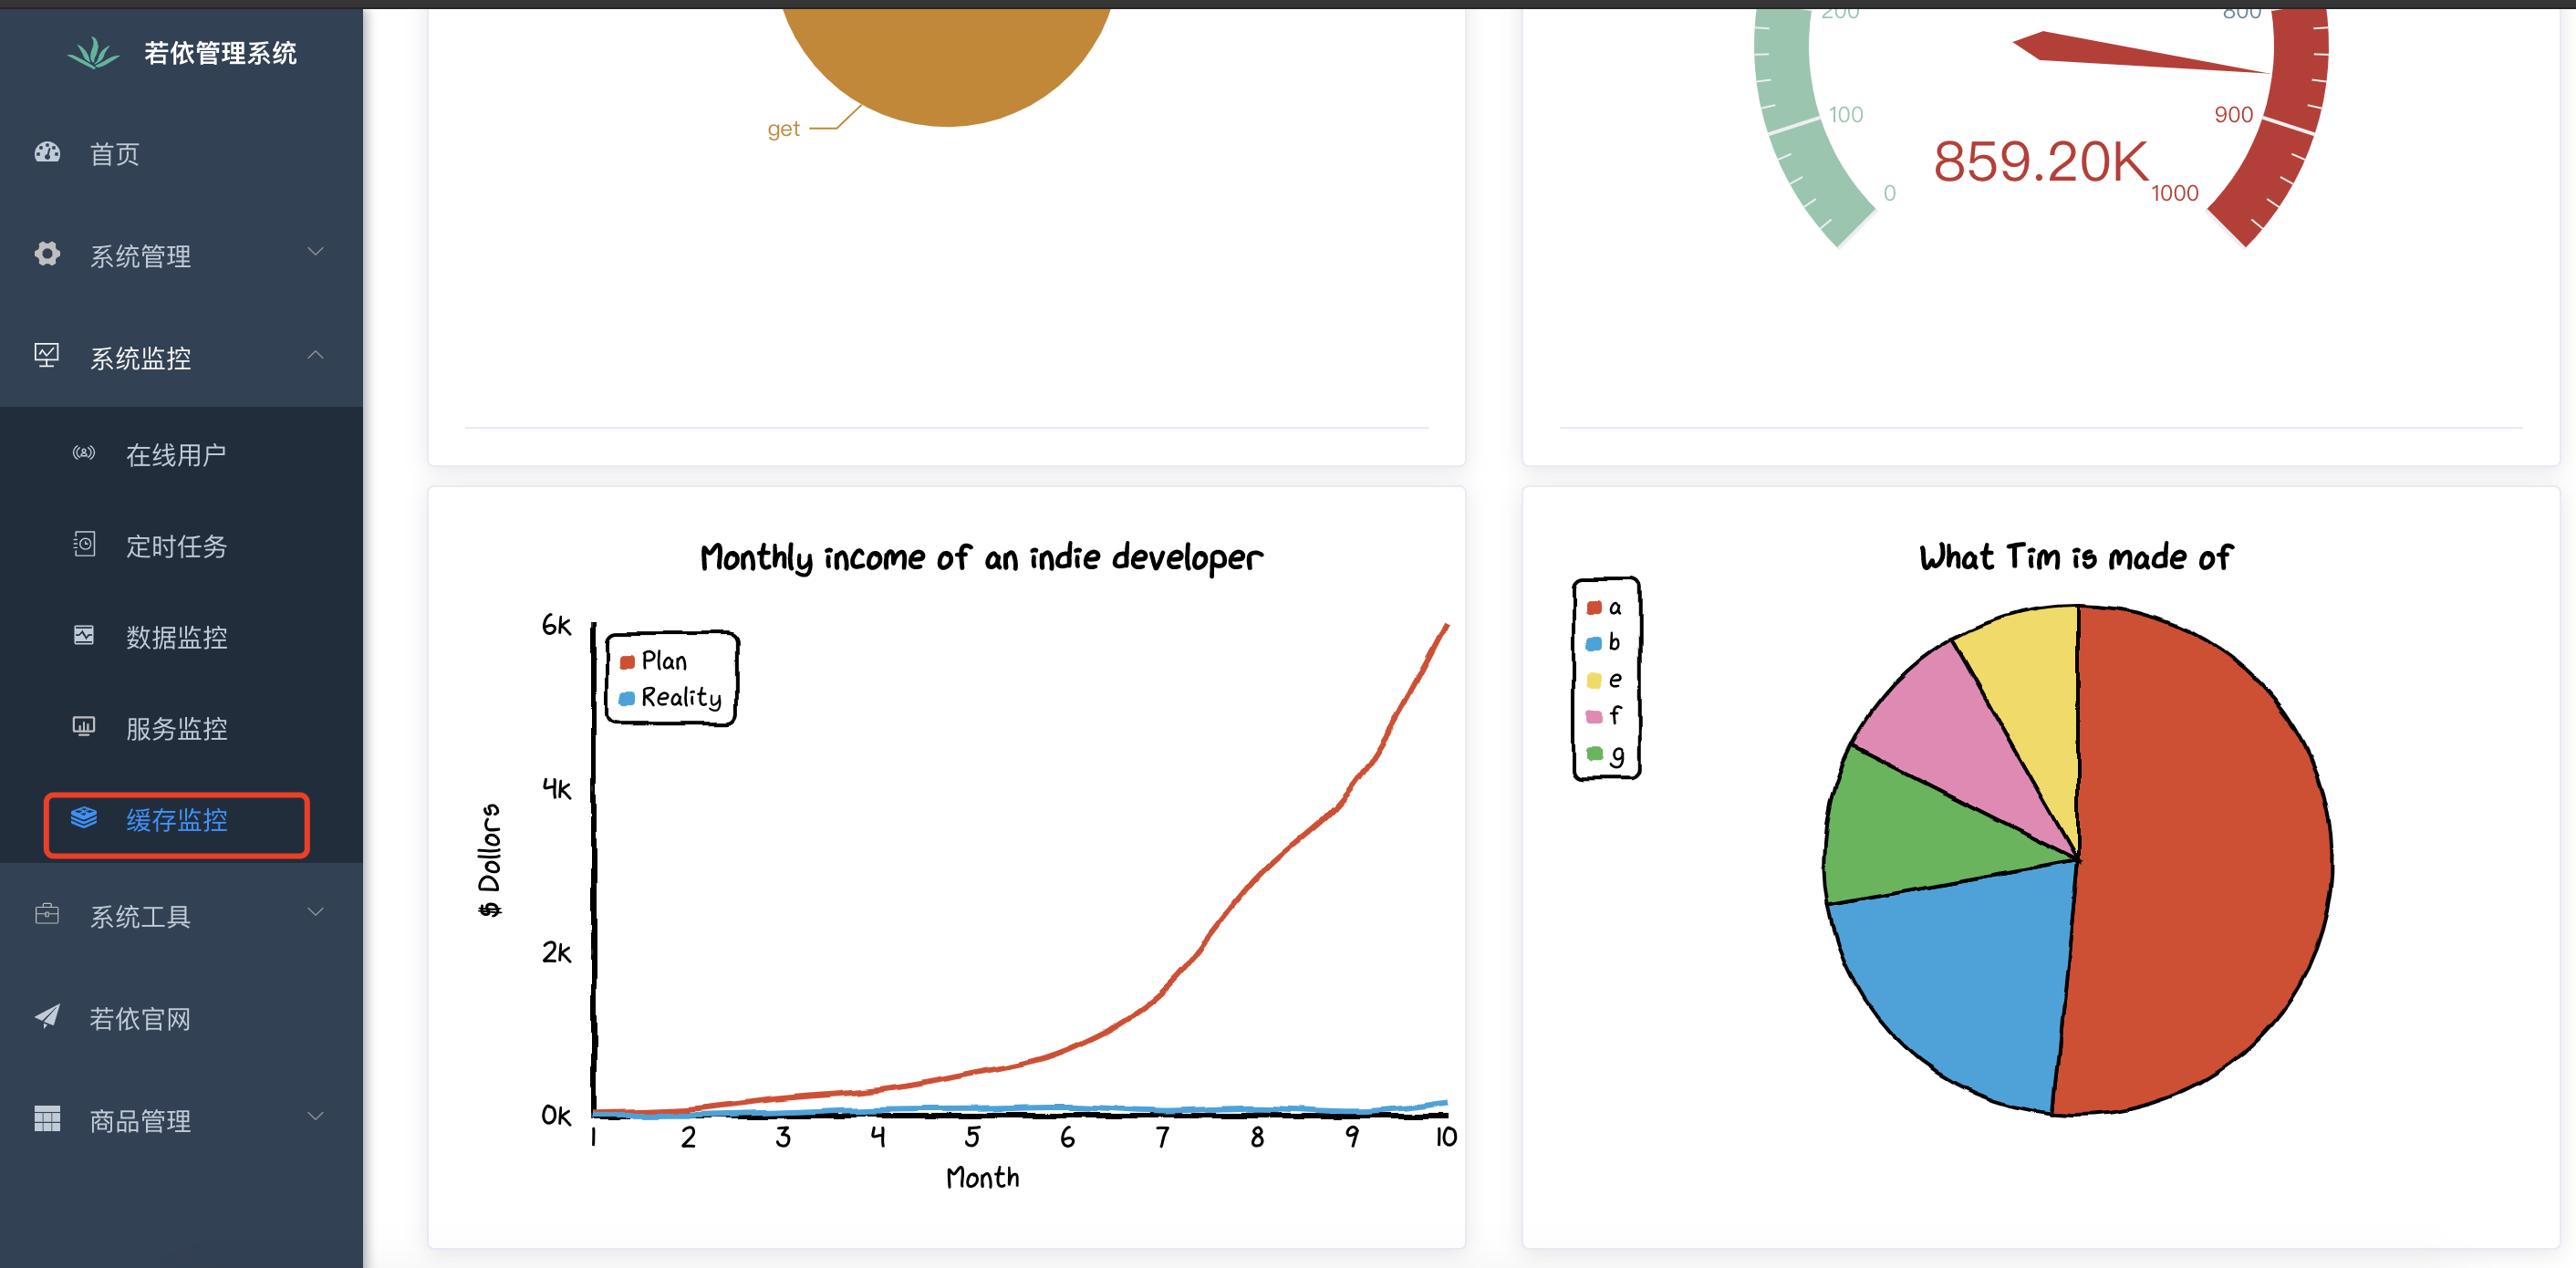 若依管理系统
首页
系统管理
系统监控
在线用户
定时任务
数据监控
服务监控
缓存监控
系统工具
若依官网
商品管理
get
200
800
100
900
859.20K
0
1000
Monthly income of an indie developer
6k
Plan
Reality
4k
$ Dollors
2k
0k
1 2 3 4 5 6 7 8 9 10
Month
What Tim is made of
a
b
e
f
g